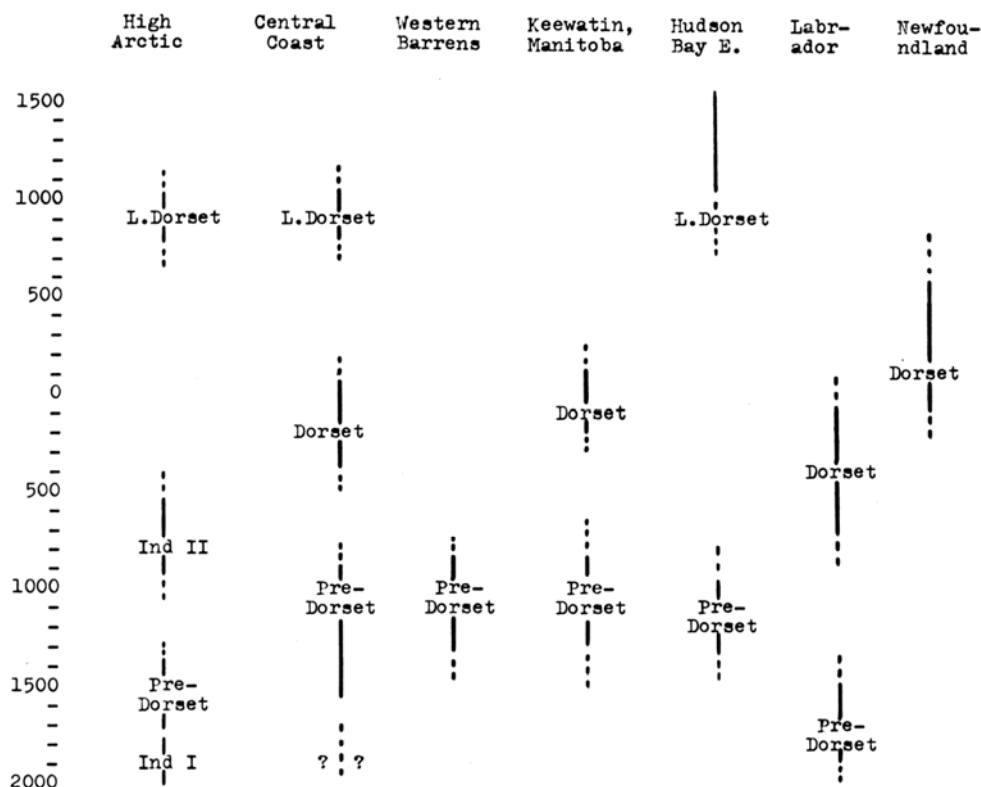 High Central Western Keewatin, Hudson Labr- Newfou-
Arctic Coast Barrens Manitoba Bay E. ador ndland
1500
1000
L.Dorset L.Dorset L.Dorset
500
Dorset
0
Dorset
Dorset
500
Dorset
Ind II
1000 Pre- Pre- Pre-
Dorset Dorset Dorset Pre-
Dorset
1500 Pre-
Dorset
Pre-
Dorset
Ind I ? ?
2000